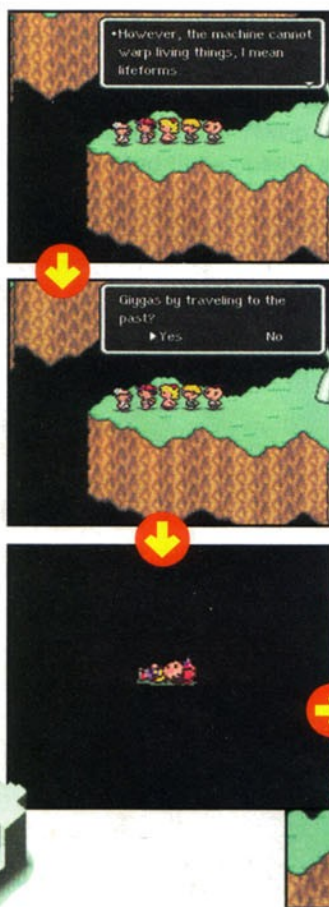 •However, the machine cannot
warp living things, I mean
lifeforms
Giygas by traveling to the
past?
▶Yes No